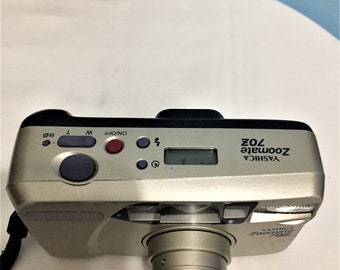 YASHICA
Zoomate
70Z
ON/OFF
W
T